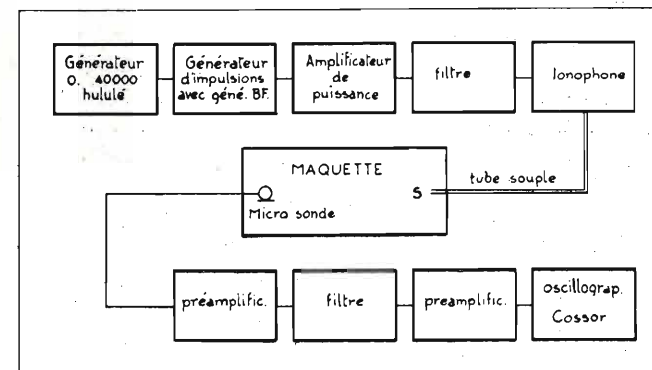 Générateur
0. 40000
hululé
Générateur
d'impulsions
avec géné. BF.
Amplificateur
de
puissance
filtre
Ionophone
MAQUETTE
S
tube souple
Micro sonde
préamplific.
filtre
preamplific.
oscillograp.
Cossor